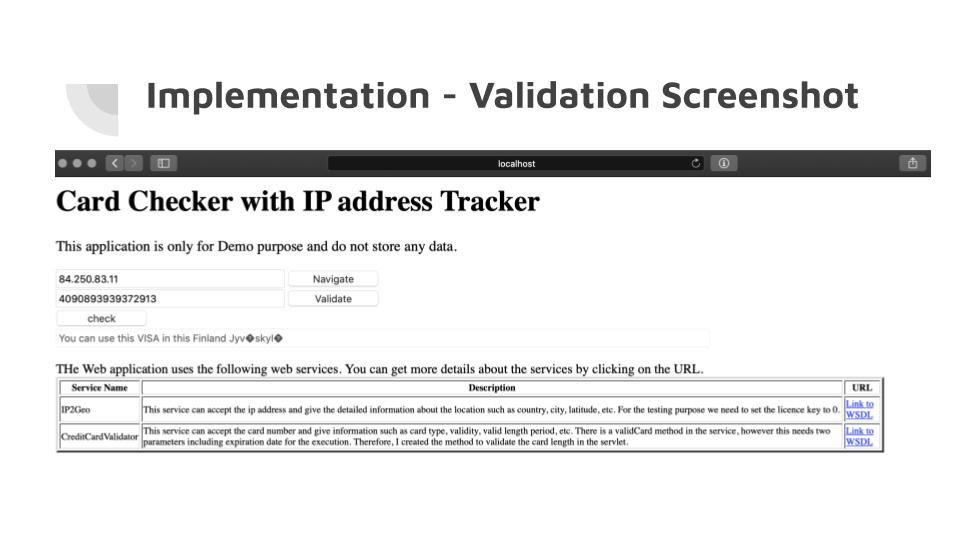 Implementation - Validation Screenshot
localhost
Card Checker with IP address Tracker
This application is only for Demo purpose and do not store any data.
84.250.83.11 Navigate
4090893939372913 Validate
check
You can use this VISA in this Finland Jyv�skyl�
THe Web application uses the following web services. You can get more details about the services by clicking on the URL.
Service Name Description URL
IP2Geo This service can accept the ip address and give the detailed information about the location such as country, city, latitude, etc. For the testing purpose we need to set the licence key to 0. Link to
WSDL
CreditCardValidator This service can accept the card number and give information such as card type, validity, valid length period, etc. There is a validCard method in the service, however this needs two Link to
parameters including expiration date for the execution. Therefore, I created the method to validate the card length in the servlet. WSDL